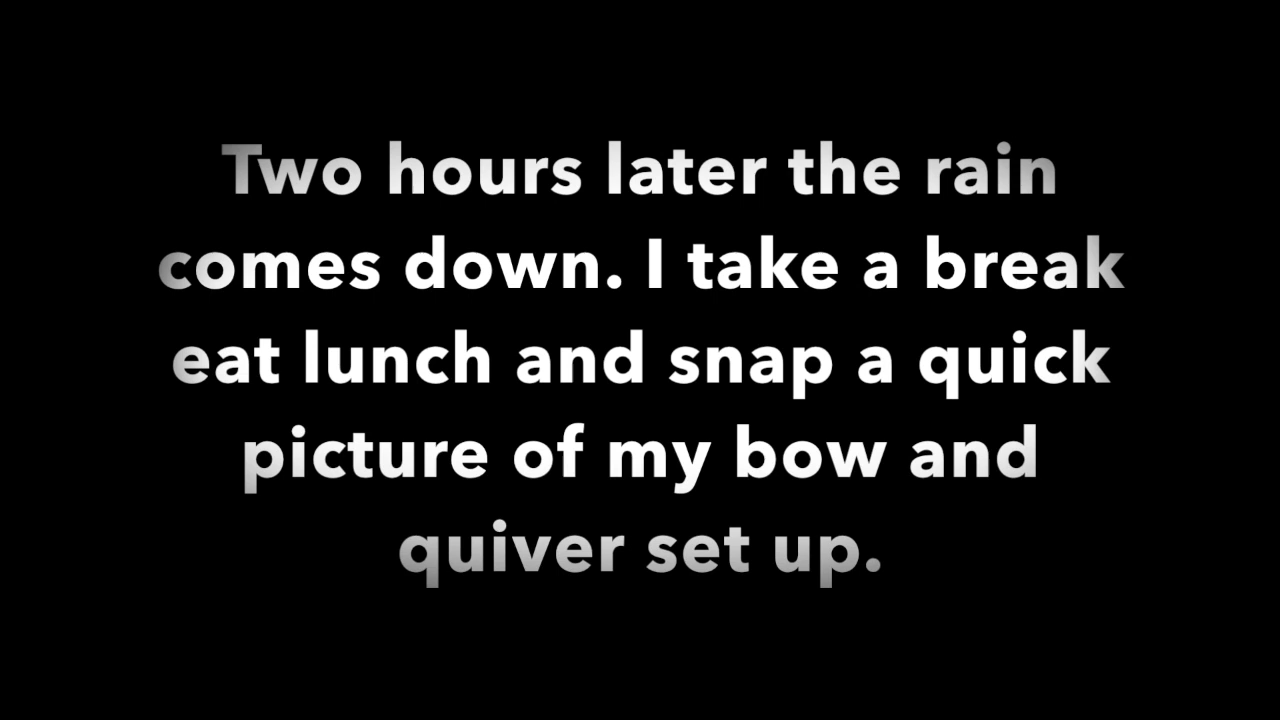 Two hours later the rain
comes down. I take a break
eat lunch and snap a quick
picture of my bow and
quiver set up.